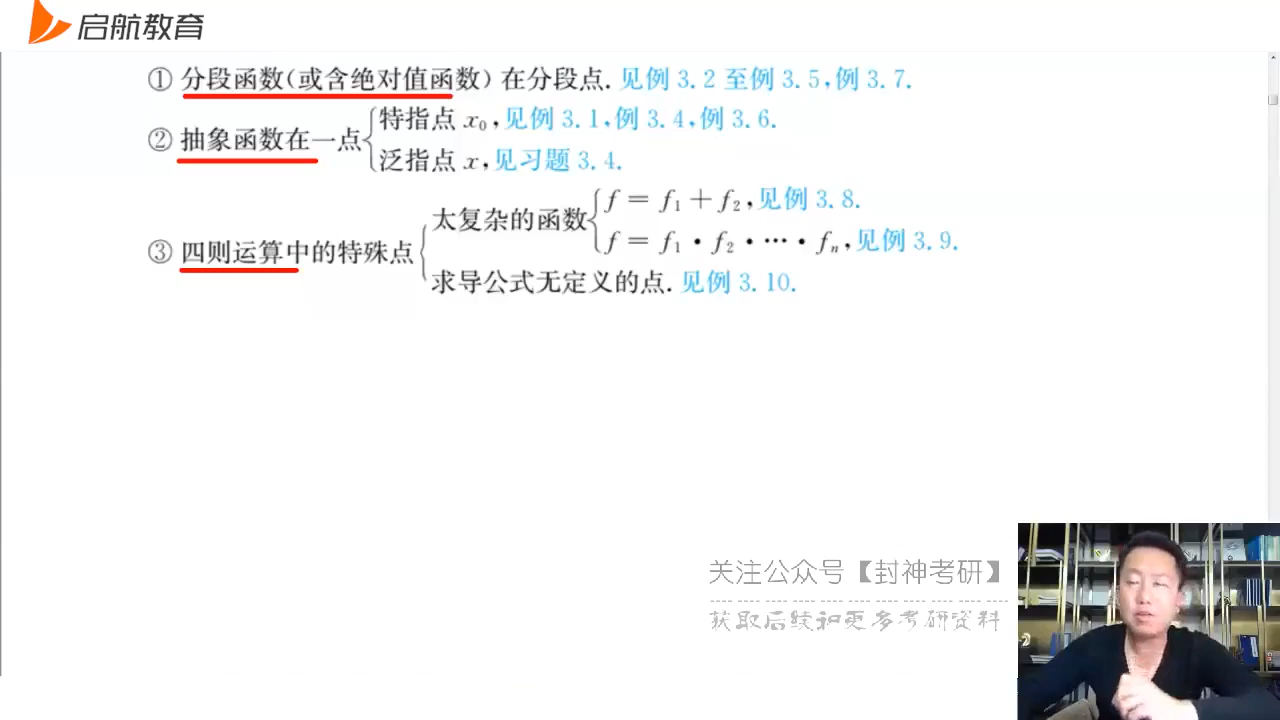 启航教育
① 分段函数(或含绝对值函数) 在分段点. 见例 3.2 至例 3.5,例 3.7.
② 抽象函数在一点
特指点 x₀,见例 3.1,例 3.4,例 3.6.
泛指点 x,见习题 3.4.
③ 四则运算中的特殊点
太复杂的函数
f = f₁ + f₂,见例 3.8.
f = f₁ · f₂ · ⋯ · fₙ,见例 3.9.
求导公式无定义的点. 见例 3.10.
关注公众号【封神考研】
获取后续和更多考研资料